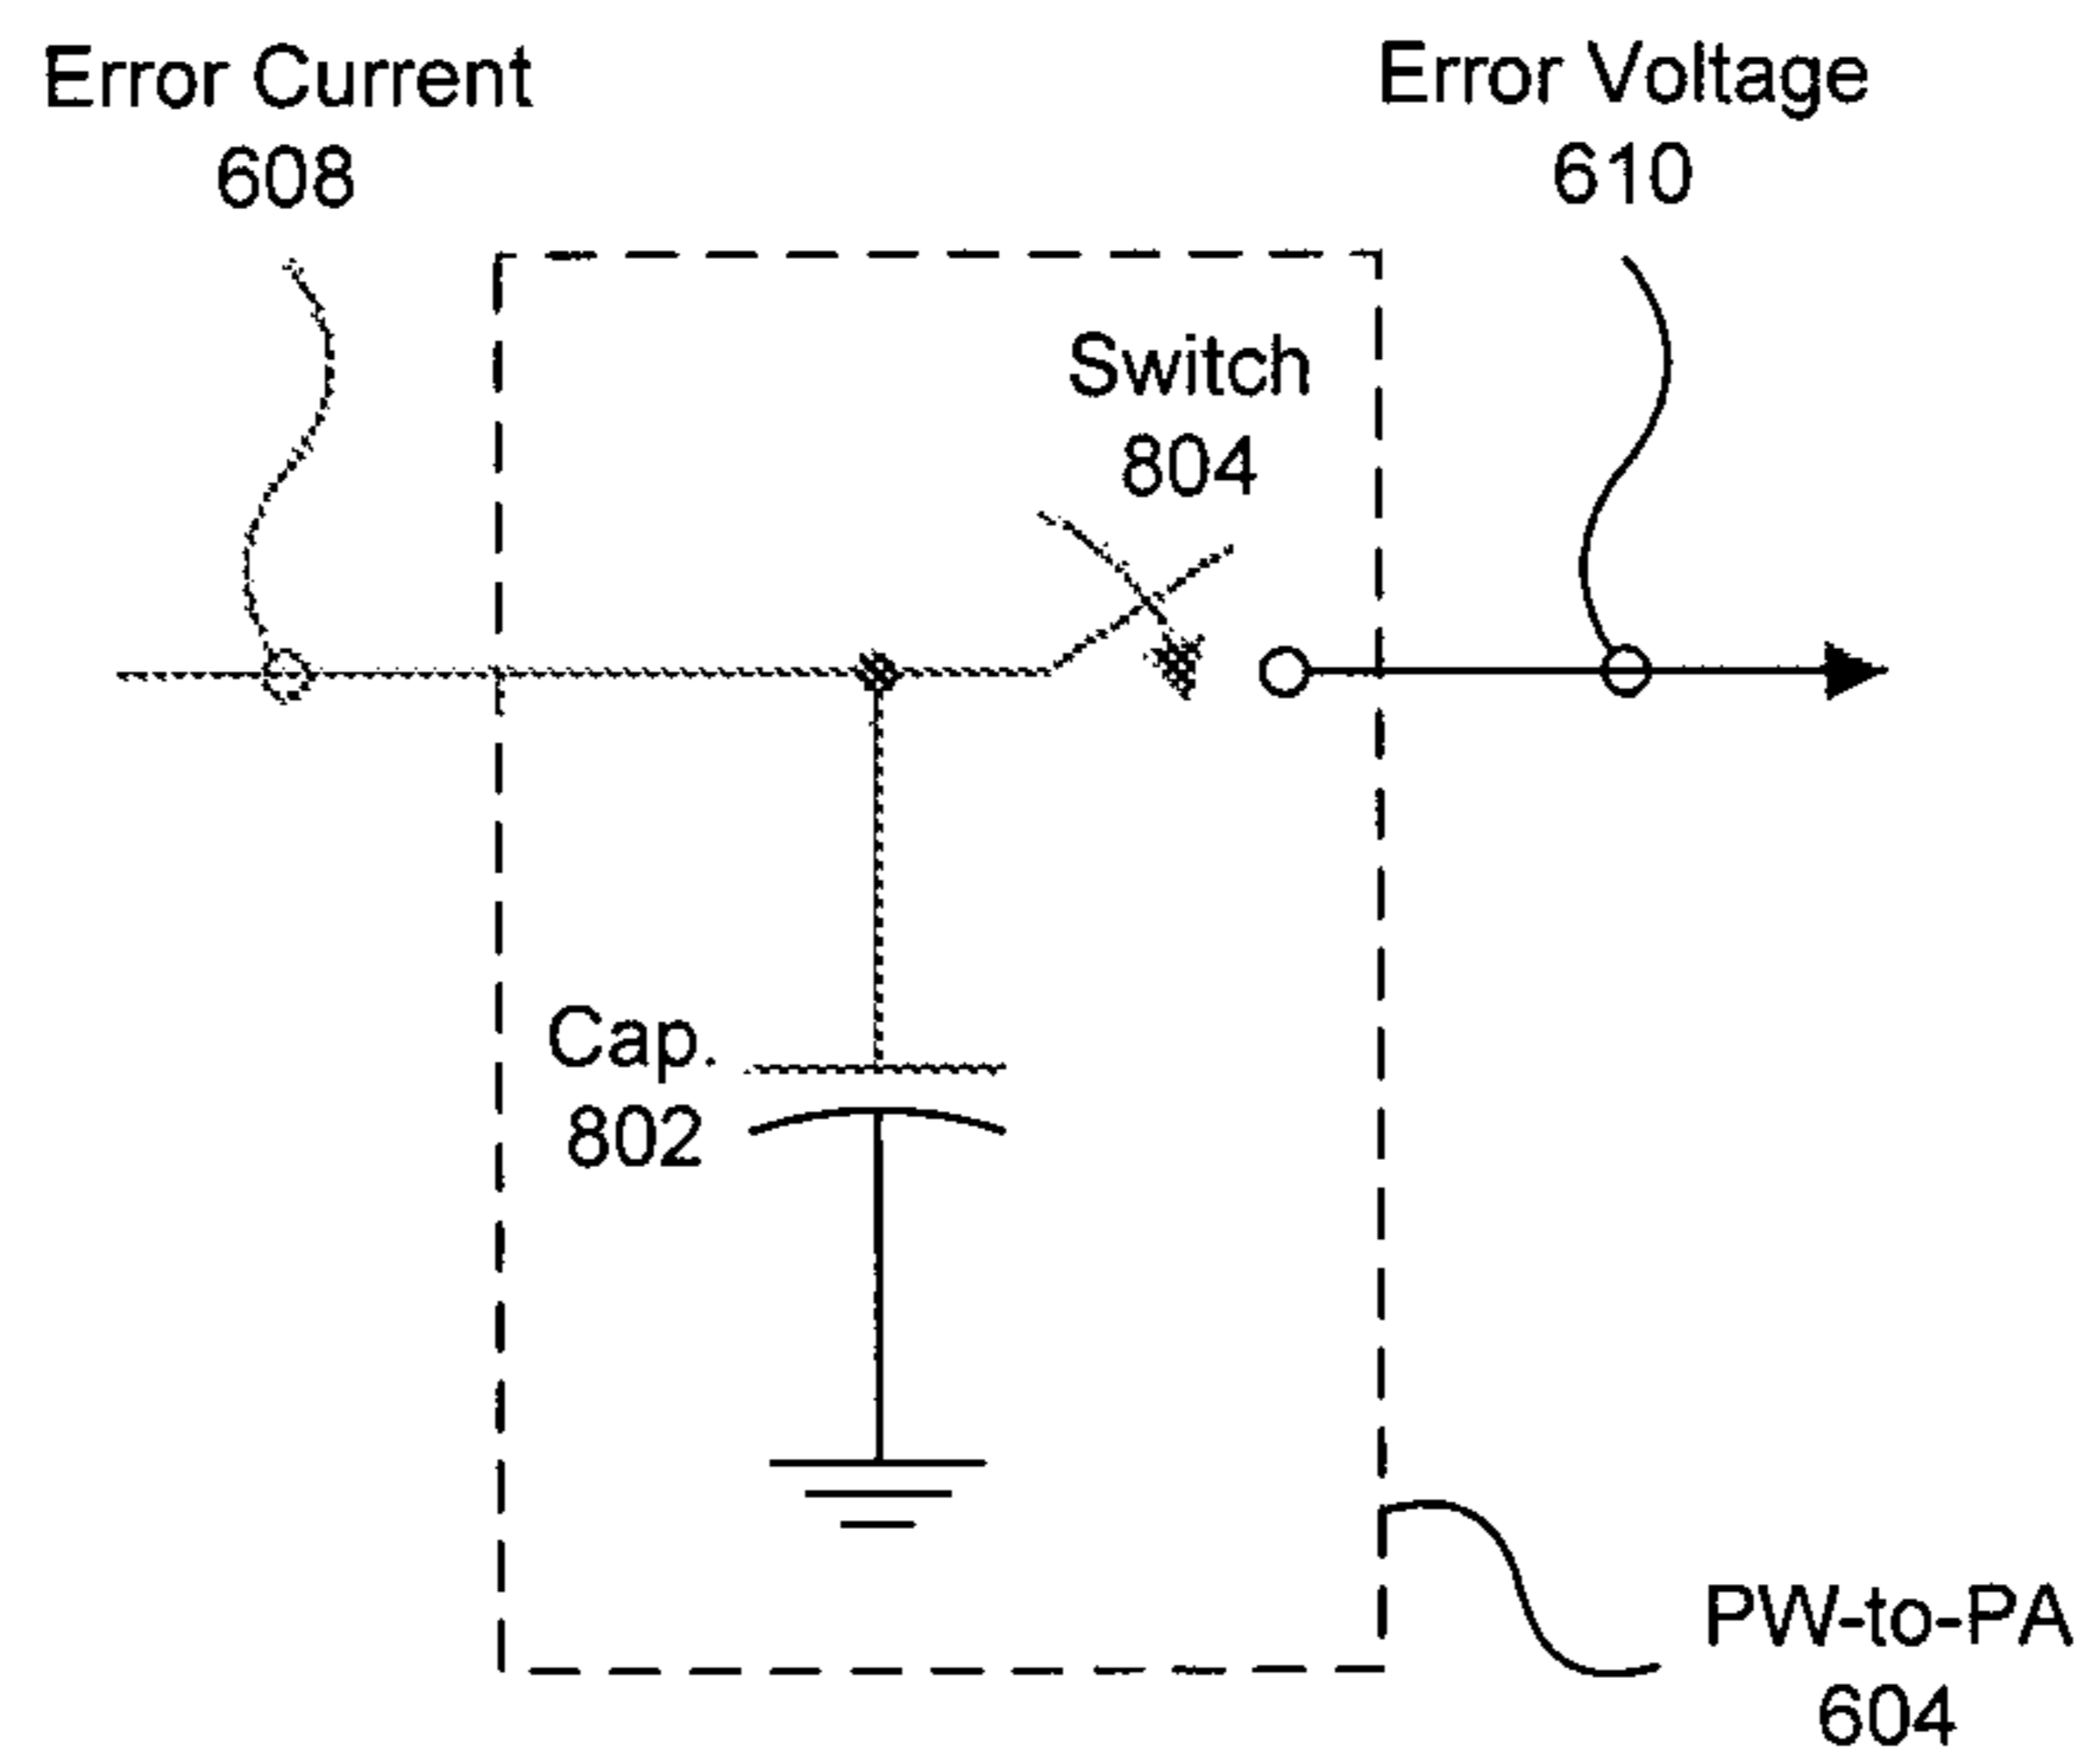 Error Current
608
Error Voltage
610
Switch
804
Cap.
802
PW-to-PA
604